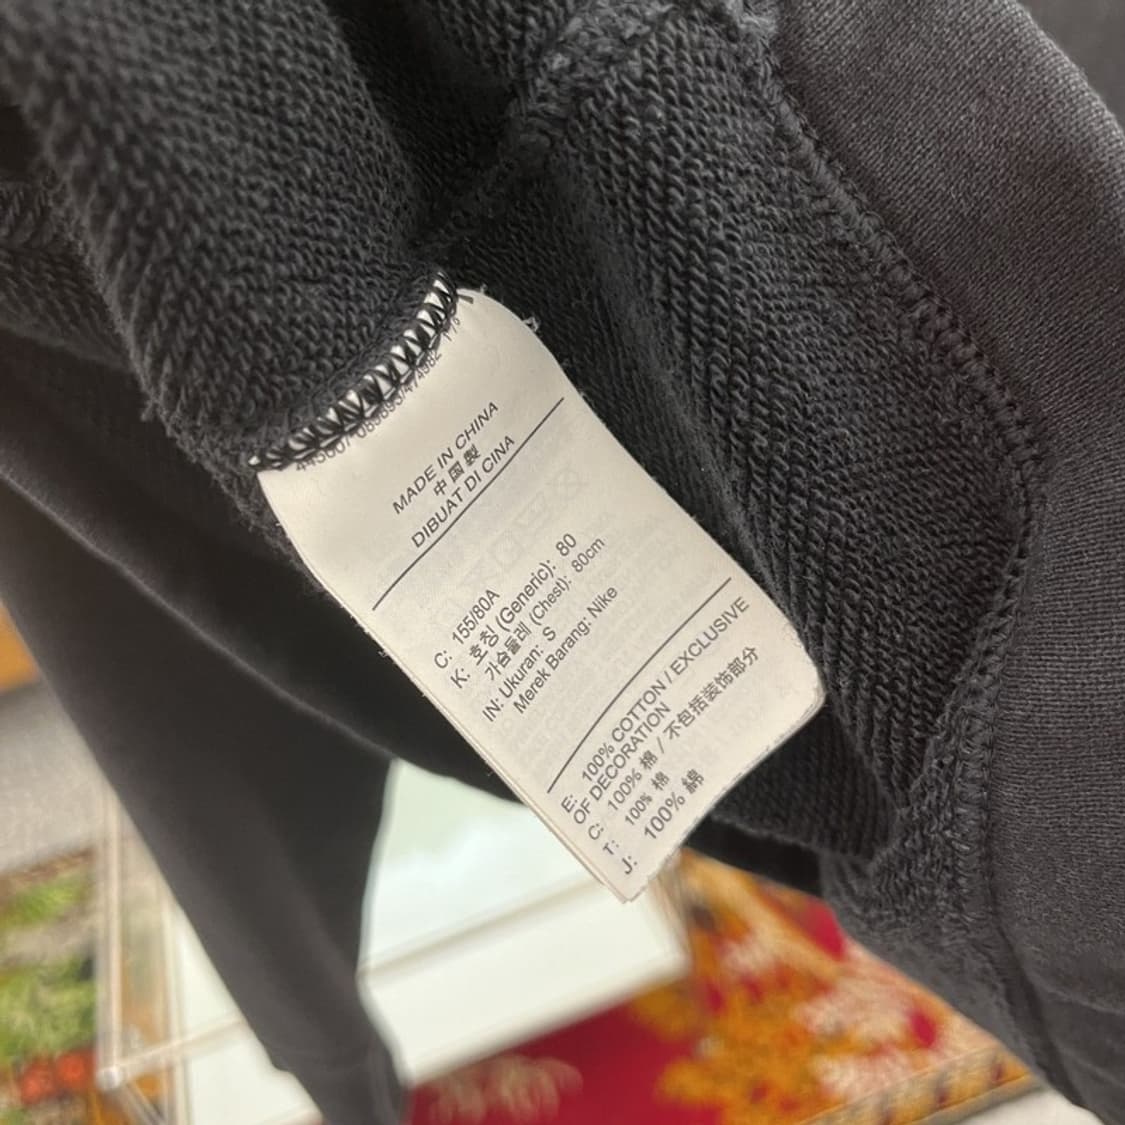 MADE IN CHINA
中国製
DIBUAT DI CINA
C: 155/80A
K: 호칭 (Generic): 80
가슴둘레 (Chest): 80cm
IN: Ukuran: S
Merek Barang: Nike
E: 100% COTTON / EXCLUSIVE
OF DECORATION
C: 100% 棉 / 不包括装饰部分
T: 100% 棉
J: 100% 綿